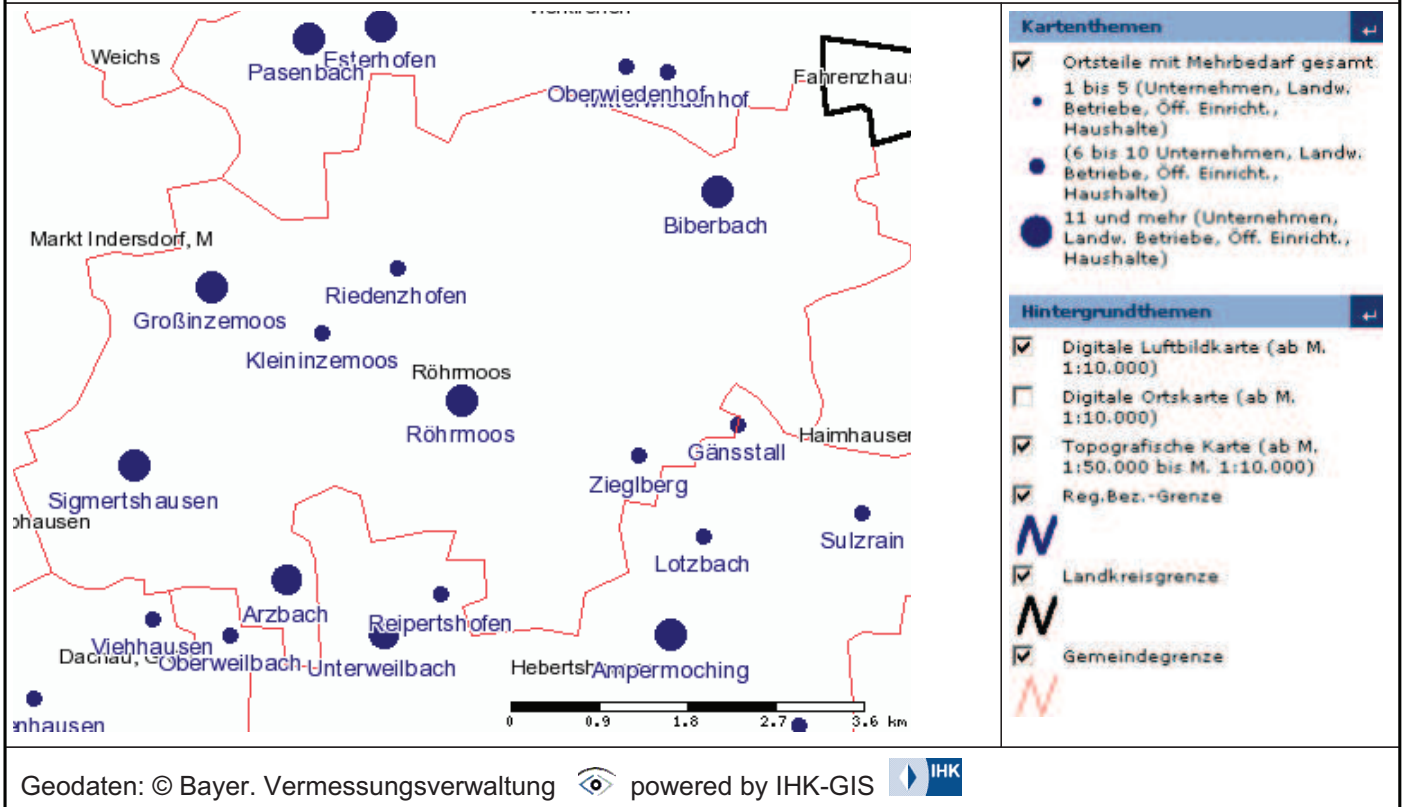 Weichs
Esterhofen
Pasenbach
Oberwiedenhof
Biberbach
Markt Indersdorf, M
Riedenzhofen
Großinzemoos
Kleininzemoos
Röhrmoos
Röhrmoos
Gänsstall
Zieglberg
Sigmertshausen
Sulzrain
Lotzbach
Arzbach
Reipertshofen
Viehhausen
Dachau,
Oberweilbach
Unterweilbach
Ampermoching
0 0.9 1.8 2.7 3.6 km
Kartenthemen
Ortsteile mit Mehrbedarf gesamt
1 bis 5 (Unternehmen, Landw.
Betriebe, Öff. Einricht.,
Haushalte)
(6 bis 10 Unternehmen, Landw.
Betriebe, Öff. Einricht.,
Haushalte)
11 und mehr (Unternehmen,
Landw. Betriebe, Öff. Einricht.,
Haushalte)
Hintergrundthemen
Digitale Luftbildkarte (ab M.
1:10.000)
Digitale Ortskarte (ab M.
1:10.000)
Topografische Karte (ab M.
1:50.000 bis M. 1:10.000)
Reg.Bez.-Grenze
Landkreisgrenze
Gemeindegrenze
Geodaten: © Bayer. Vermessungsverwaltung powered by IHK-GIS IHK